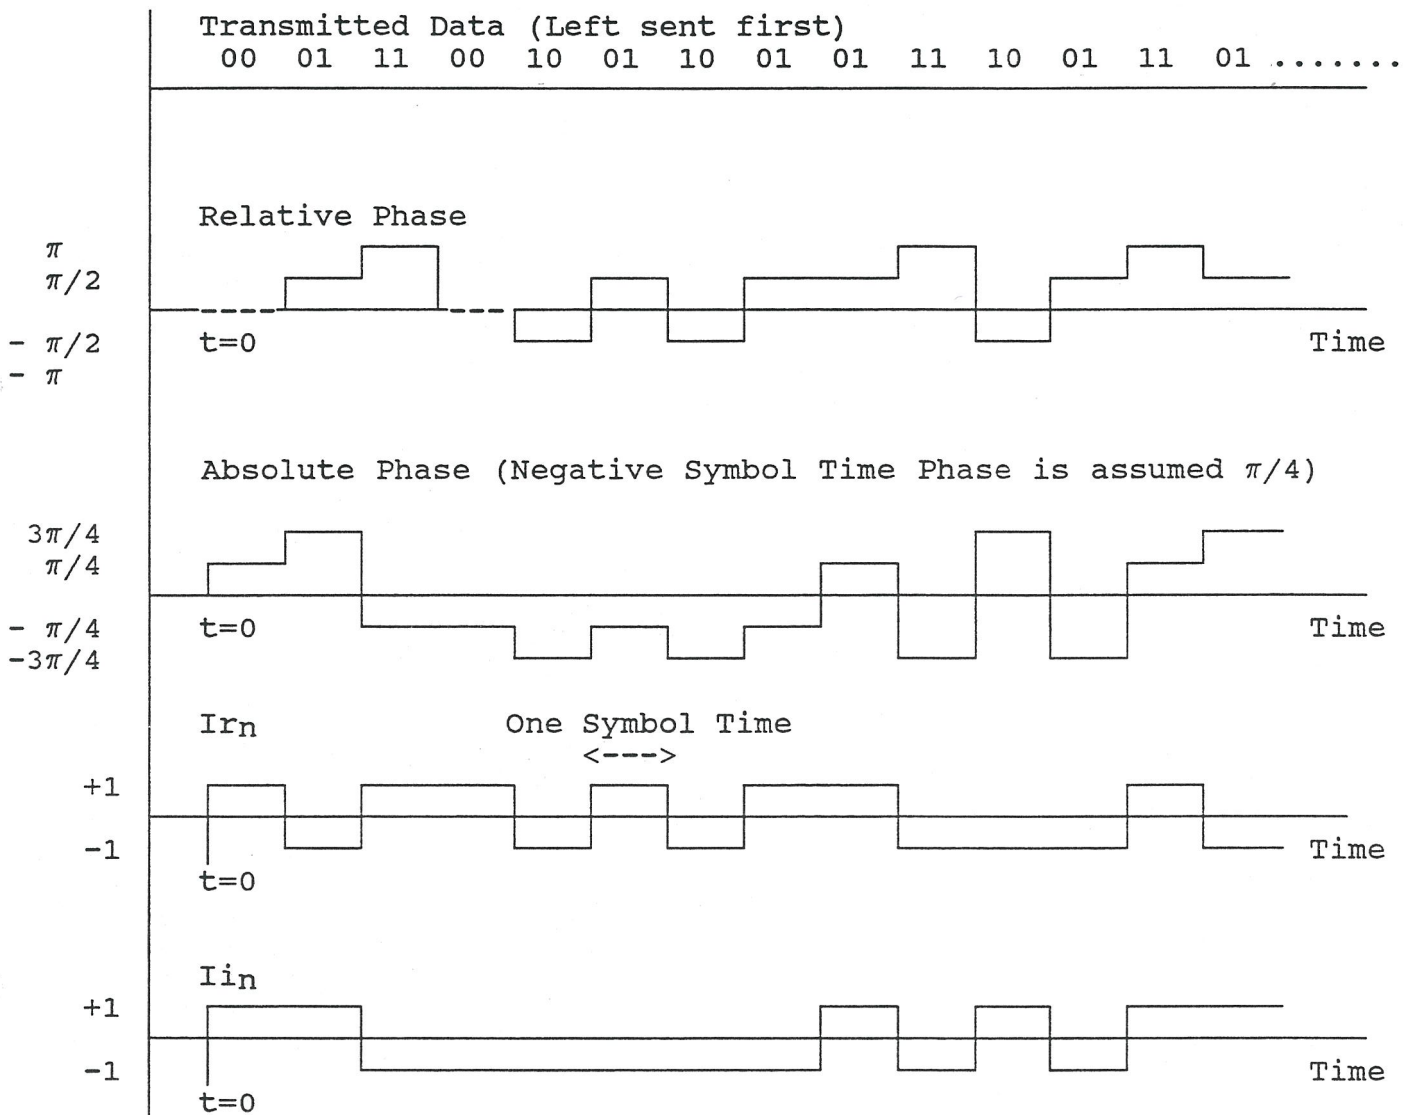 Transmitted Data (Left sent first)
00 01 11 00 10 01 10 01 01 11 10 01 11 01 .......
Relative Phase
π
π/2
- π/2 t=0 Time
- π
Absolute Phase (Negative Symbol Time Phase is assumed π/4)
3π/4
π/4
- π/4 t=0 Time
-3π/4
Irn One Symbol Time
<--->
+1
-1 Time
t=0
Iin
+1
-1 Time
t=0